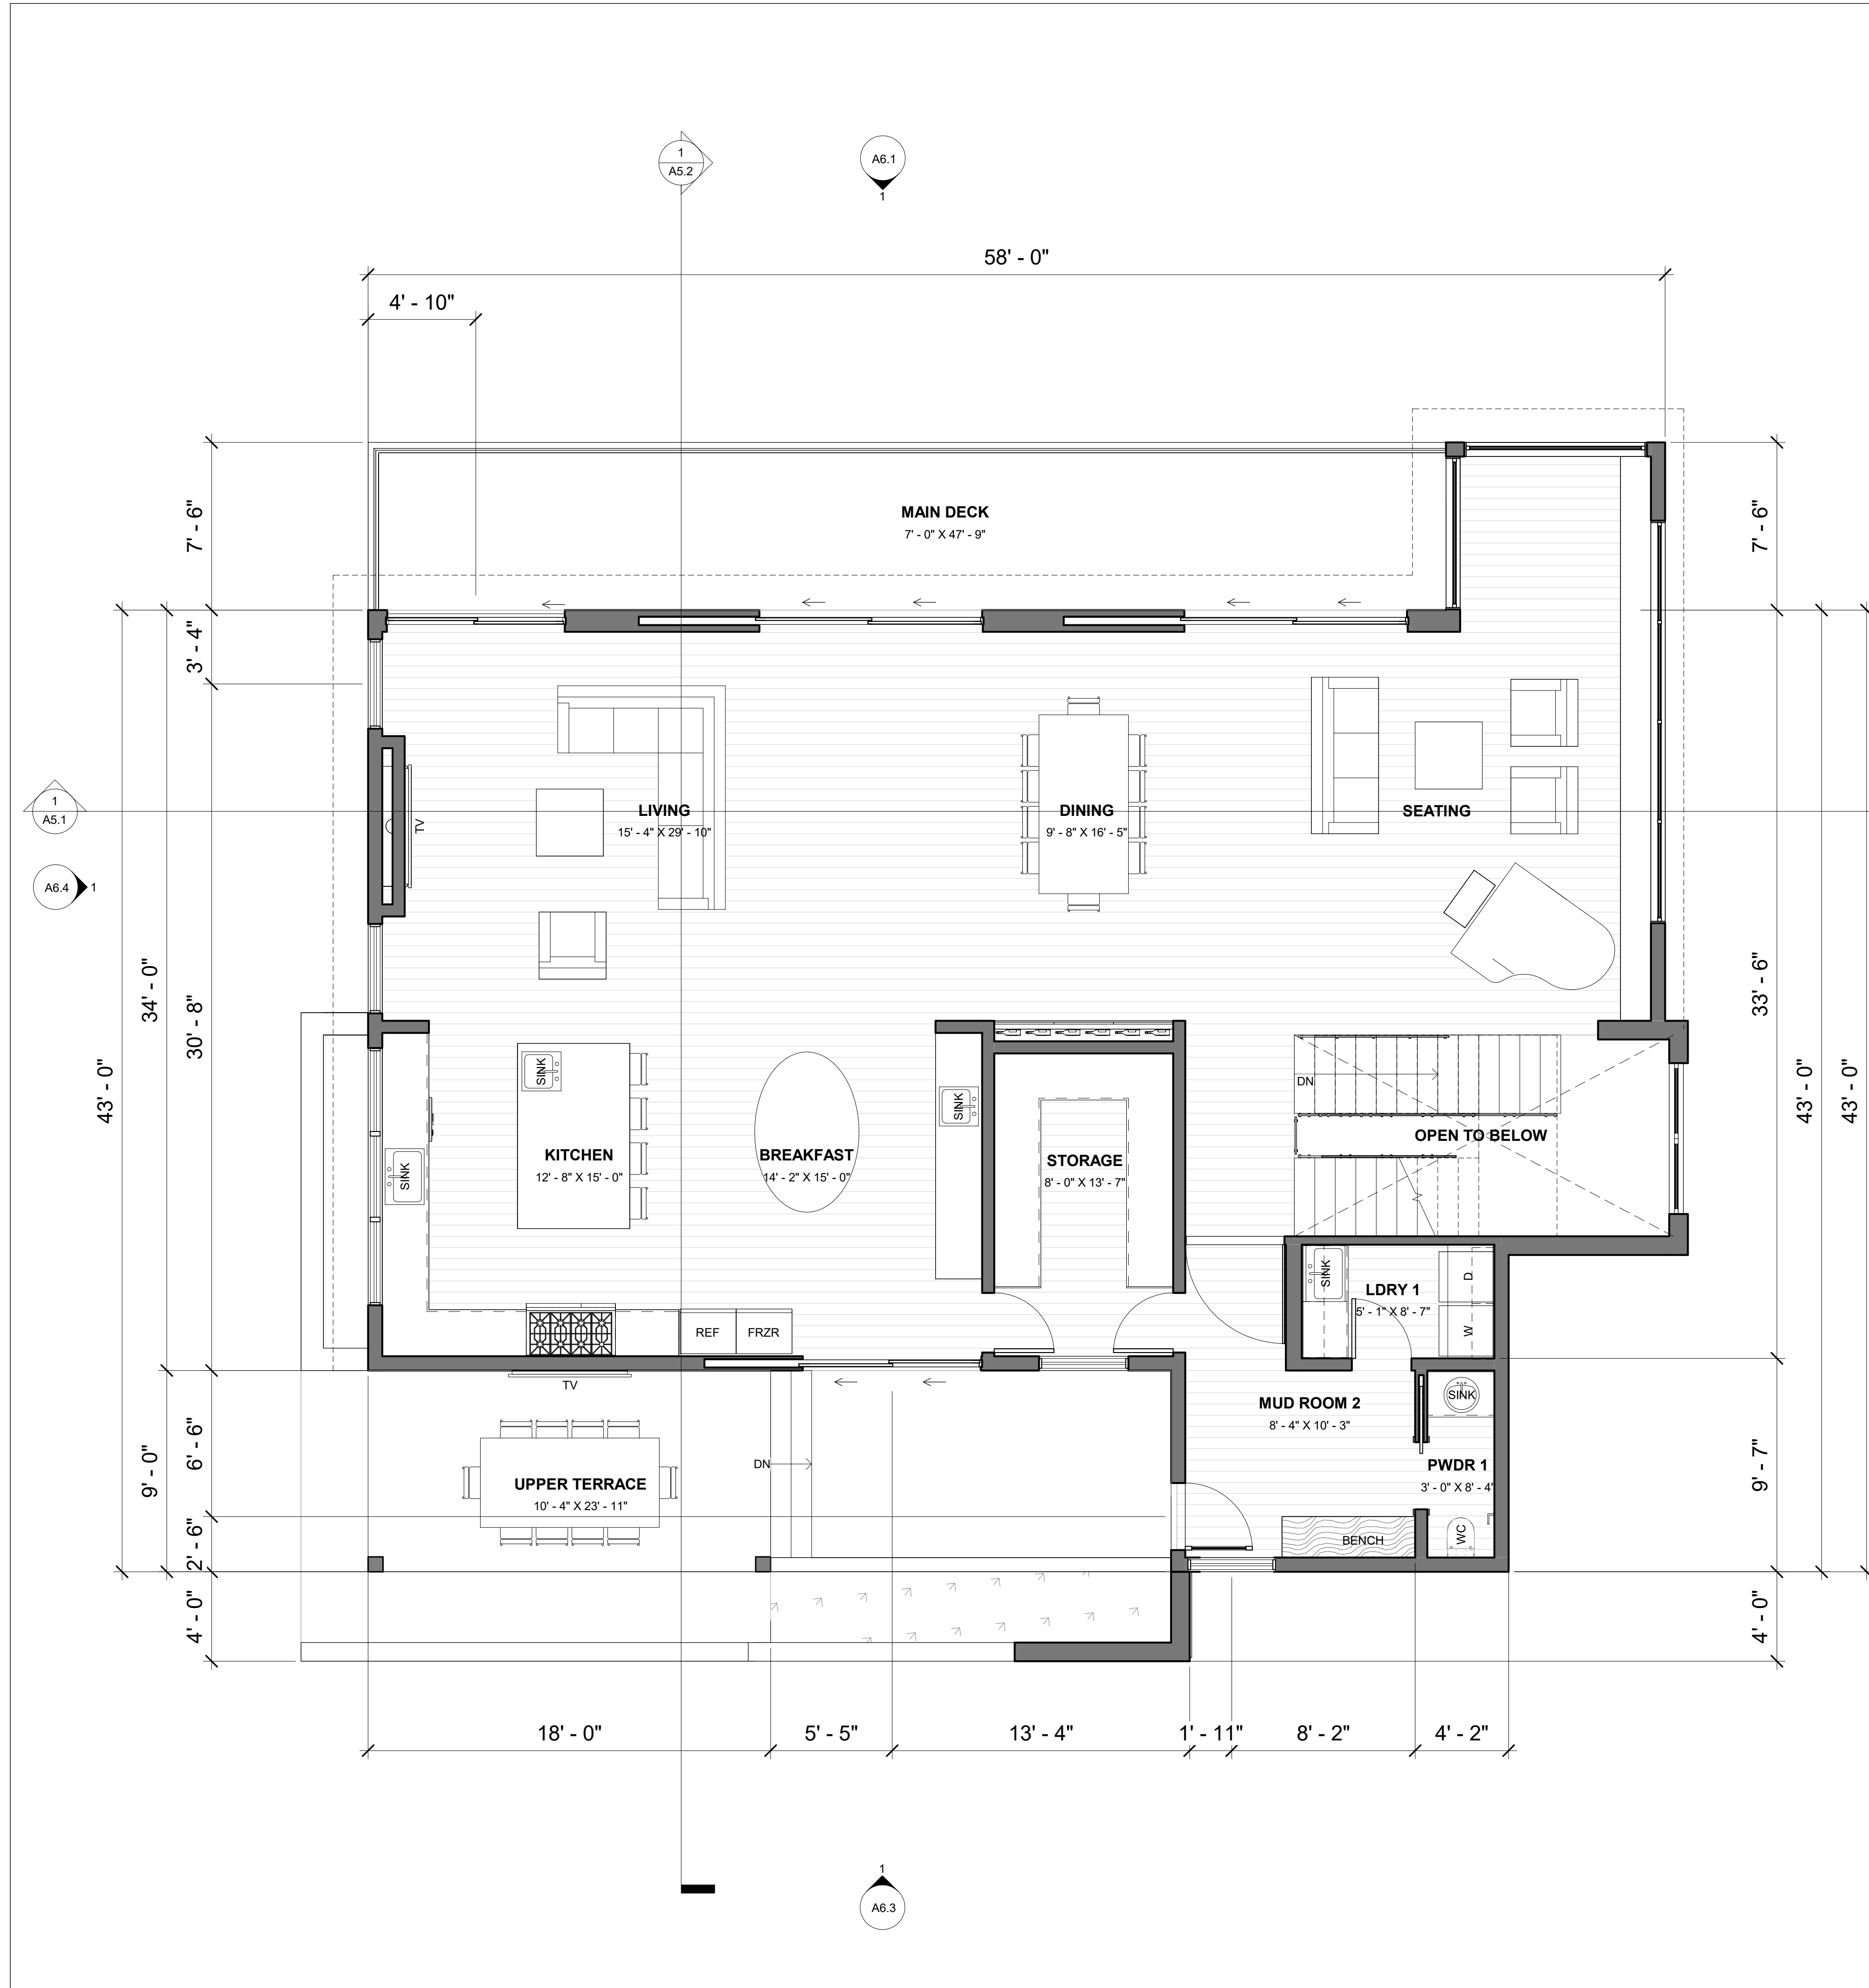 1
A5.2
A6.1
1
58' - 0"
4' - 10"
7' - 6"
MAIN DECK
7' - 0" X 47' - 9"
7' - 6"
3' - 4"
1
A5.1
TV
LIVING
15' - 4" X 29' - 10"
DINING
9' - 8" X 16' - 5"
SEATING
A6.4
1
43' - 0"
34' - 0"
30' - 8"
33' - 6"
43' - 0"
43' - 0"
SINK
SINK
SINK
DN
OPEN TO BELOW
KITCHEN
12' - 8" X 15' - 0"
BREAKFAST
14' - 2" X 15' - 0"
STORAGE
8' - 0" X 13' - 7"
SINK
LDRY 1
5' - 1" X 8' - 7"
D
W
REF
FRZR
TV
MUD ROOM 2
8' - 4" X 10' - 3"
SINK
9' - 0"
6' - 6"
DN
PWDR 1
3' - 0" X 8' - 4"
9' - 7"
UPPER TERRACE
10' - 4" X 23' - 11"
BENCH
WC
2' - 6"
4' - 0"
4' - 0"
18' - 0"
5' - 5"
13' - 4"
1' - 11"
8' - 2"
4' - 2"
1
A6.3